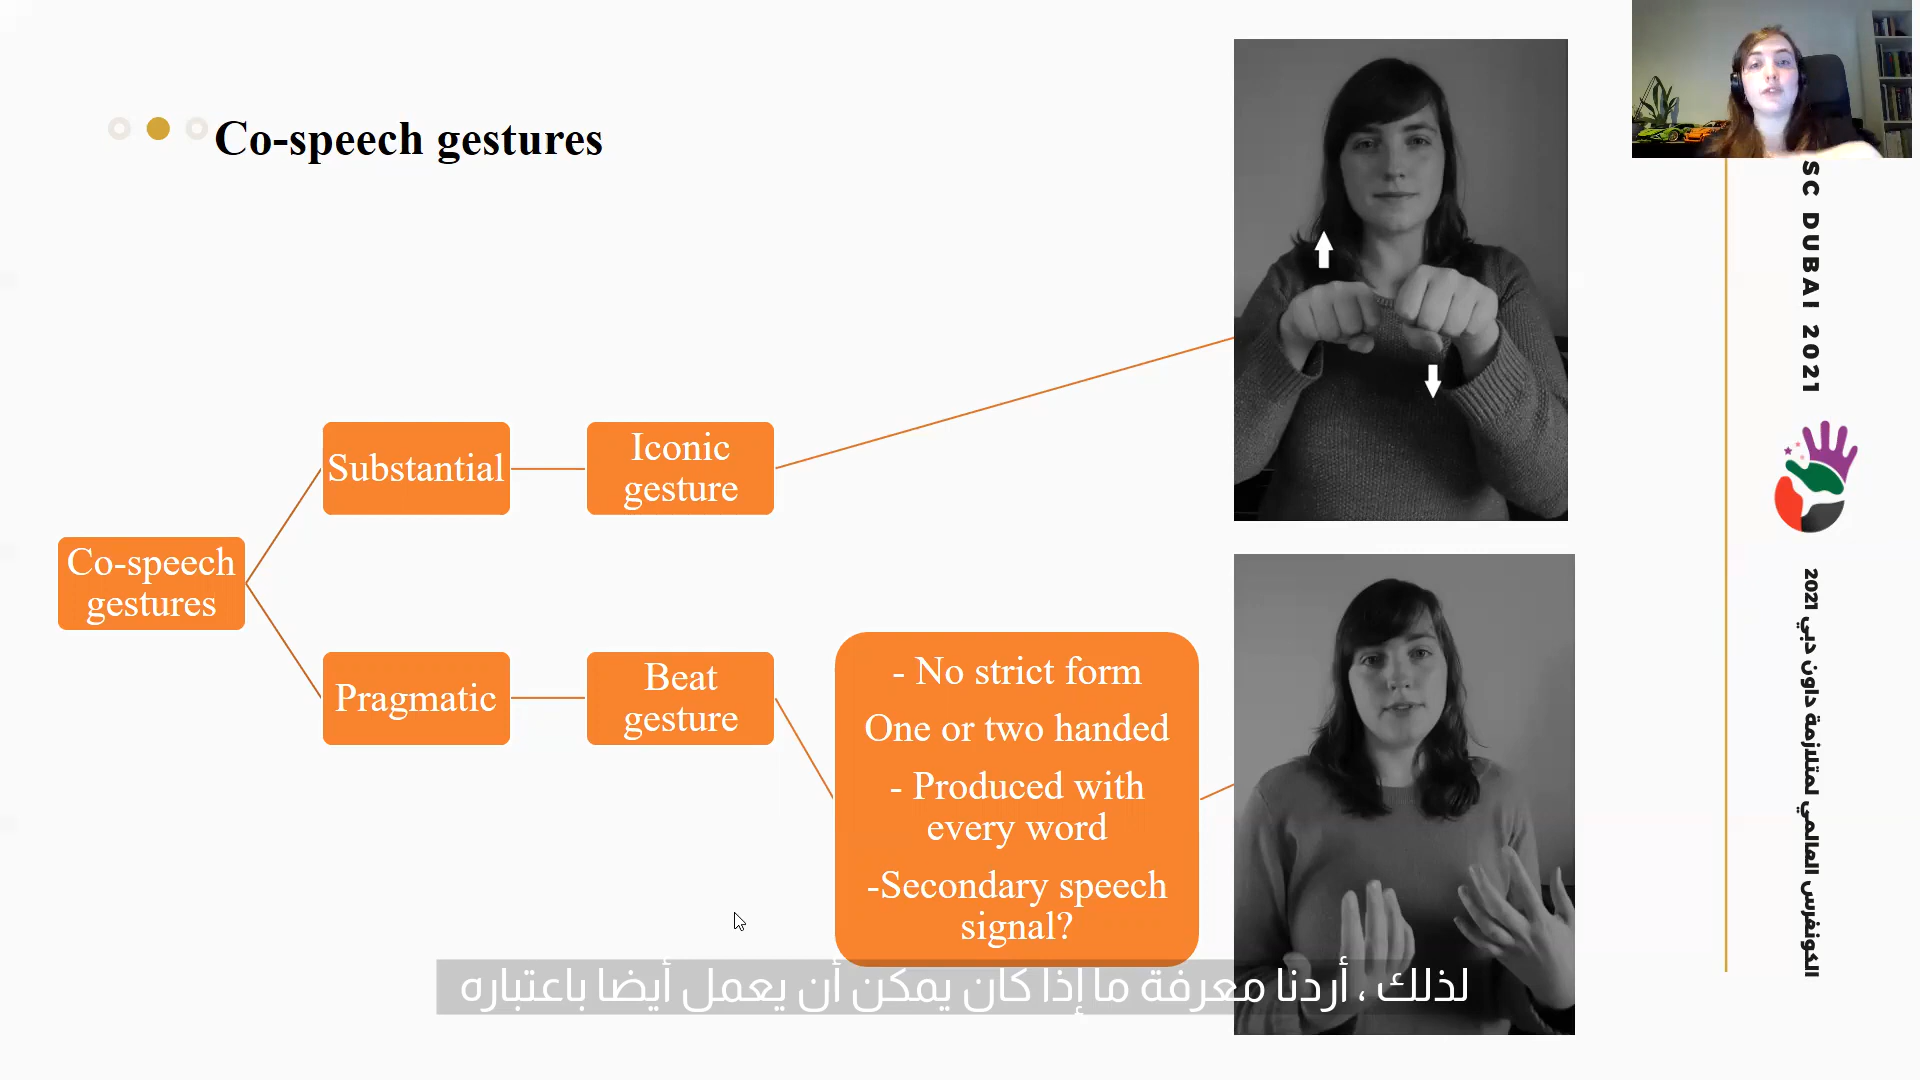 Co-speech gestures
Co-speech
gestures
Substantial
Iconic
gesture
Pragmatic
Beat
gesture
- No strict form
One or two handed
- Produced with
every word
-Secondary speech
signal?
لذلك ، أردنا معرفة ما إذا كان يمكن أن يعمل أيضا باعتباره
SC DUBAI 2021
الكونفرس العالمي لمتلازمة داون دبي 2021